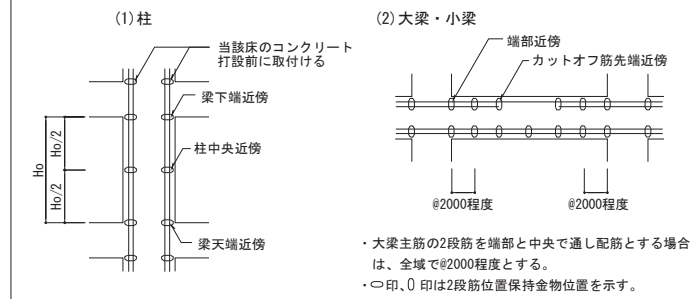 (1)柱
当該床のコンクリート
打設前に取付ける
梁下端近傍
柱中央近傍
梁天端近傍
Ho
Ho/2
Ho/2
(2)大梁・小梁
端部近傍
カットオフ筋先端近傍
@2000程度
@2000程度
・大梁主筋の2段筋を端部と中央で通し配筋とする場合
は、全域で@2000程度とする。
・⬭印、⬯印は2段筋位置保持金物位置を示す。